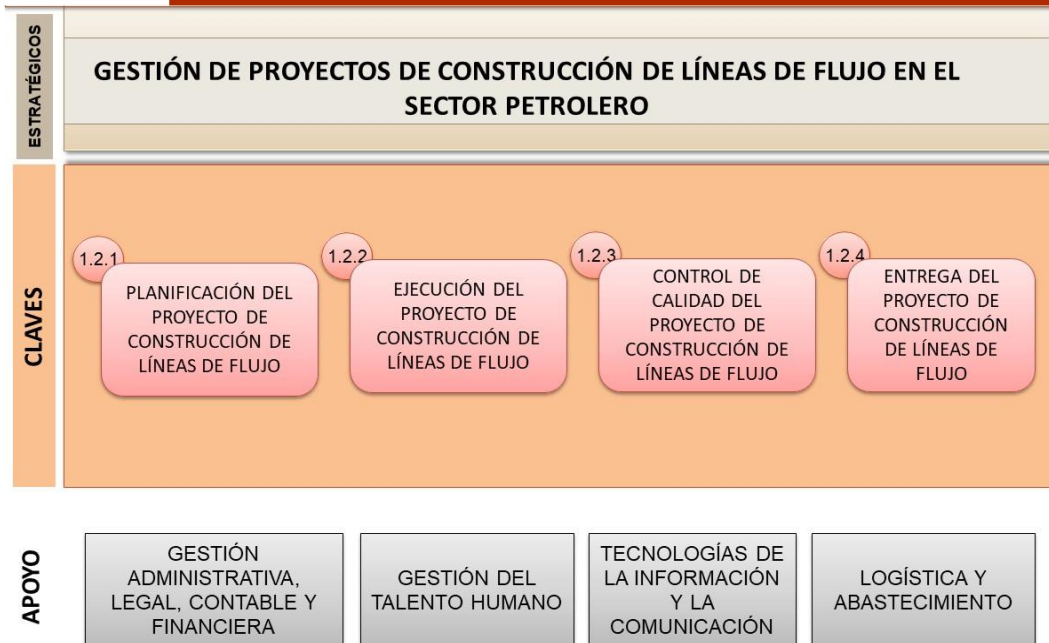 ESTRATÉGICOS
GESTIÓN DE PROYECTOS DE CONSTRUCCIÓN DE LÍNEAS DE FLUJO EN EL
SECTOR PETROLERO
CLAVES
1.2.1
PLANIFICACIÓN DEL
PROYECTO DE
CONSTRUCCIÓN DE
LÍNEAS DE FLUJO
1.2.2
EJECUCIÓN DEL
PROYECTO DE
CONSTRUCCIÓN DE
LÍNEAS DE FLUJO
1.2.3
CONTROL DE
CALIDAD DEL
PROYECTO DE
CONSTRUCCIÓN DE
LÍNEAS DE FLUJO
1.2.4
ENTREGA DEL
PROYECTO DE
CONSTRUCCIÓN
DE LÍNEAS DE
FLUJO
APOYO
GESTIÓN
ADMINISTRATIVA,
LEGAL, CONTABLE Y
FINANCIERA
GESTIÓN DEL
TALENTO HUMANO
TECNOLOGÍAS DE
LA INFORMACIÓN
Y LA
COMUNICACIÓN
LOGÍSTICA Y
ABASTECIMIENTO